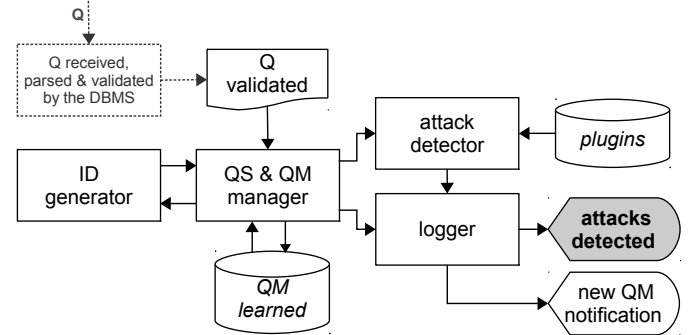 Q
Q received,
parsed & validated
by the DBMS
Q
validated
attack
detector
plugins
ID
generator
QS & QM
manager
logger
attacks
detected
QM
learned
new QM
notification